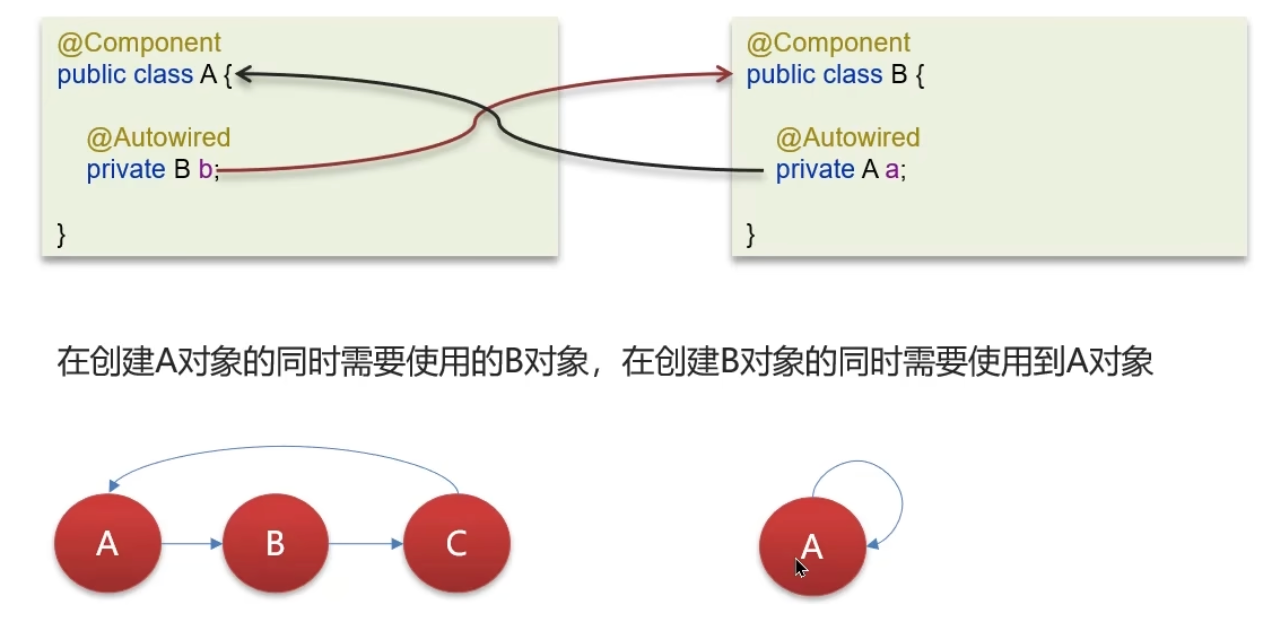 @Component
public class A {
@Autowired
private B b;
}
@Component
public class B {
@Autowired
private A a;
}
在创建A对象的同时需要使用的B对象，在创建B对象的同时需要使用到A对象
A
B
C
A